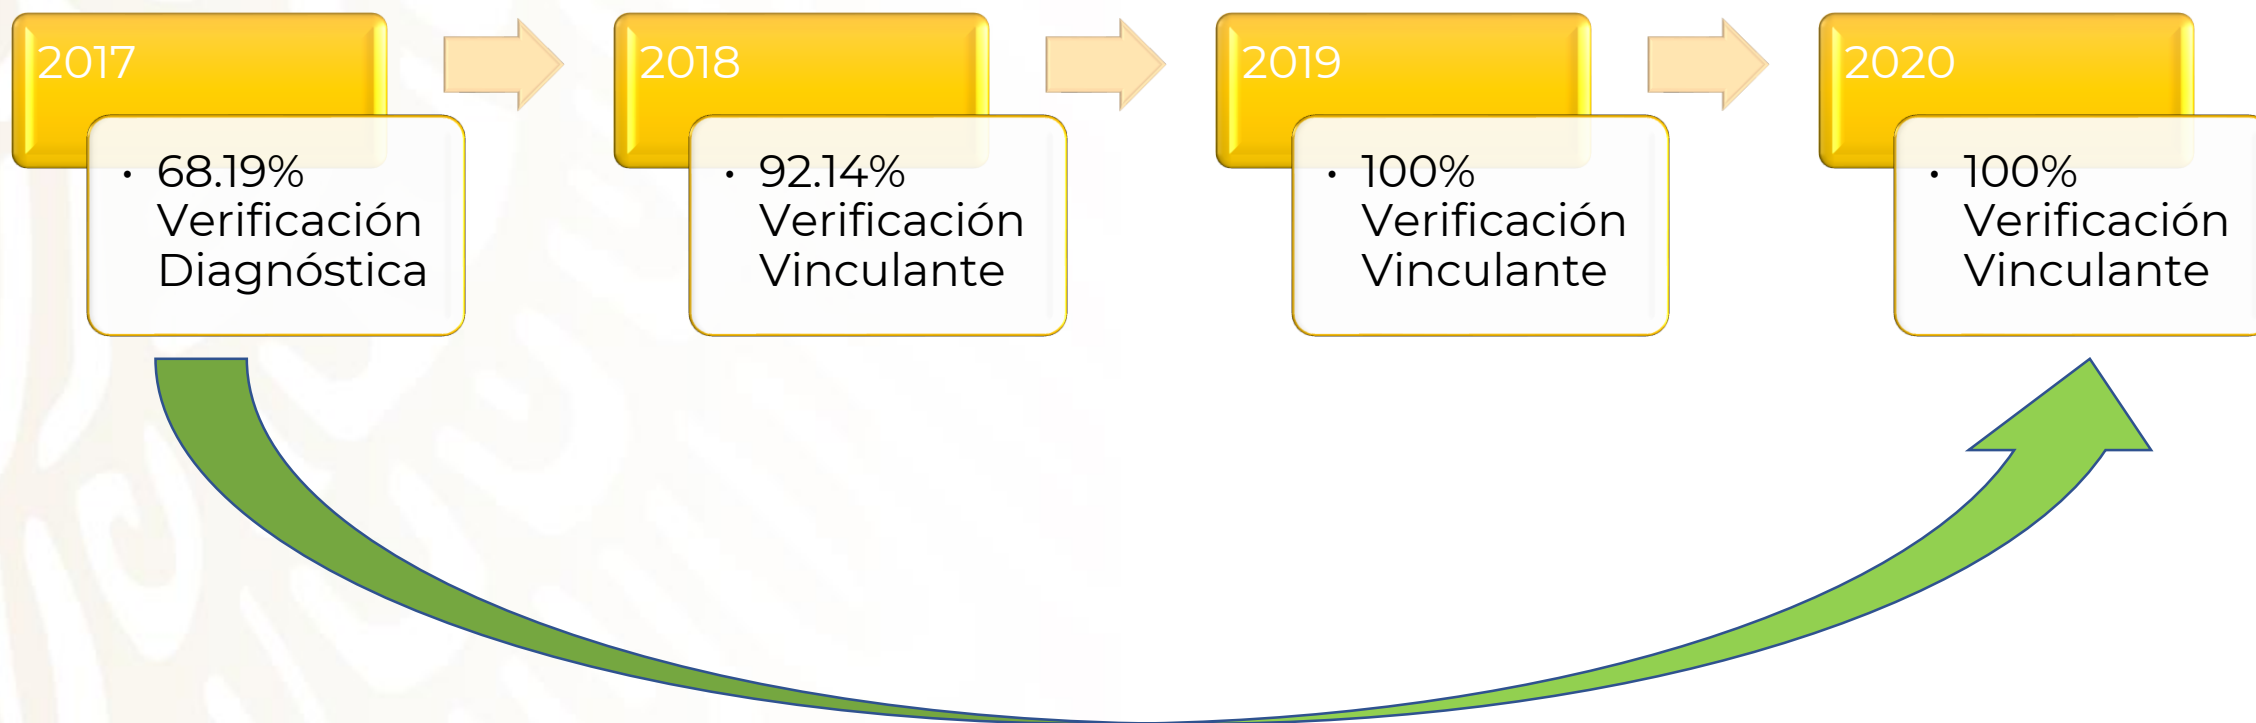 2017
• 68.19%
Verificación
Diagnóstica
2018
• 92.14%
Verificación
Vinculante
2019
• 100%
Verificación
Vinculante
2020
• 100%
Verificación
Vinculante